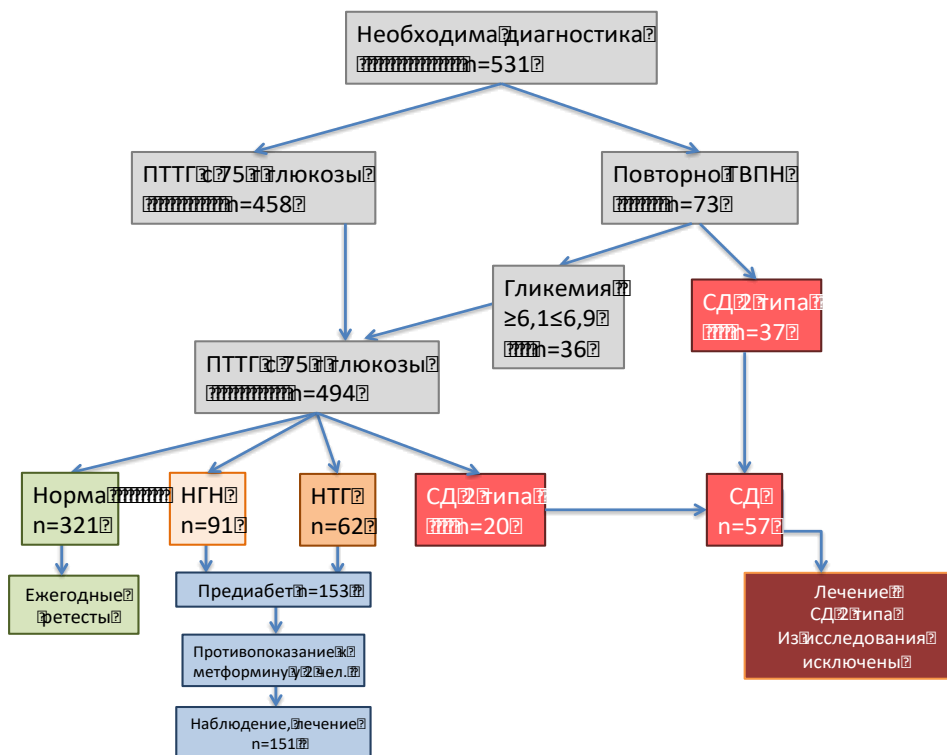 Необходима диагностика
n=531
ПТТГ с 75 г глюкозы
n=458
Повторно ТВПН
n=73
Гликемия
≥6,1≤6,9
n=36
СД 2 типа
n=37
ПТТГ с 75 г глюкозы
n=494
Норма
n=321
НГН
n=91
НТГ
n=62
СД 2 типа
n=20
СД
n=57
Ежегодные
ретесты
Предиабет n=153
Лечение
СД 2 типа
Из исследования
исключены
Противопоказание к
метформину у 2 чел.
Наблюдение, лечение
n=151